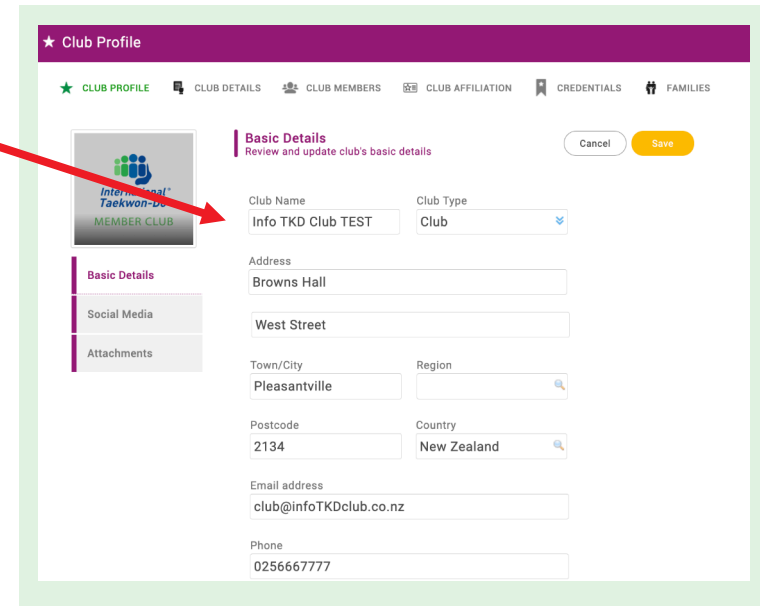 ★ Club Profile
CLUB PROFILE CLUB DETAILS CLUB MEMBERS CLUB AFFILIATION CREDENTIALS FAMILIES
International
Taekwon-Do
MEMBER CLUB
Basic Details
Review and update club's basic details
Cancel Save
Club Name Club Type
Info TKD Club TEST Club
Address
Browns Hall
West Street
Town/City Region
Pleasantville
Postcode Country
2134 New Zealand
Email address
club@infoTKDclub.co.nz
Phone
0256667777
Basic Details
Social Media
Attachments